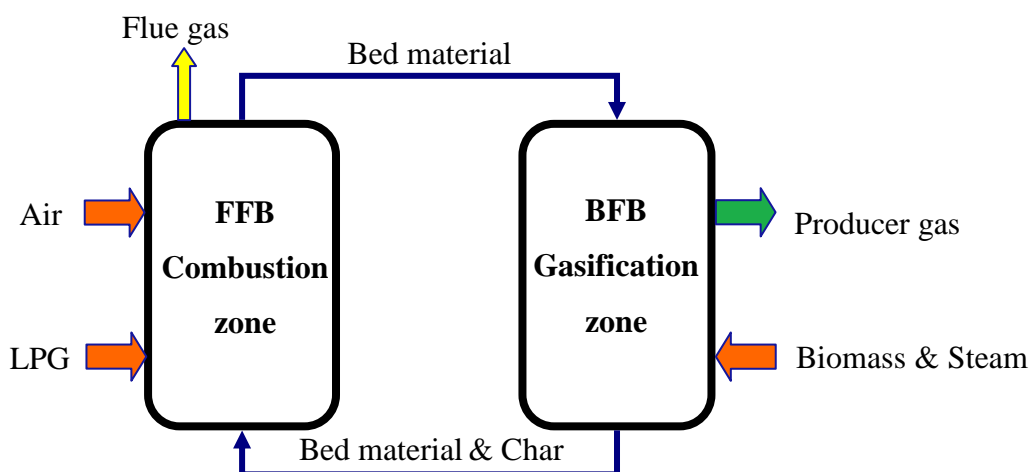 Flue gas
Bed material
Air
FFB
Combustion
zone
BFB
Gasification
zone
Producer gas
LPG
Biomass & Steam
Bed material & Char